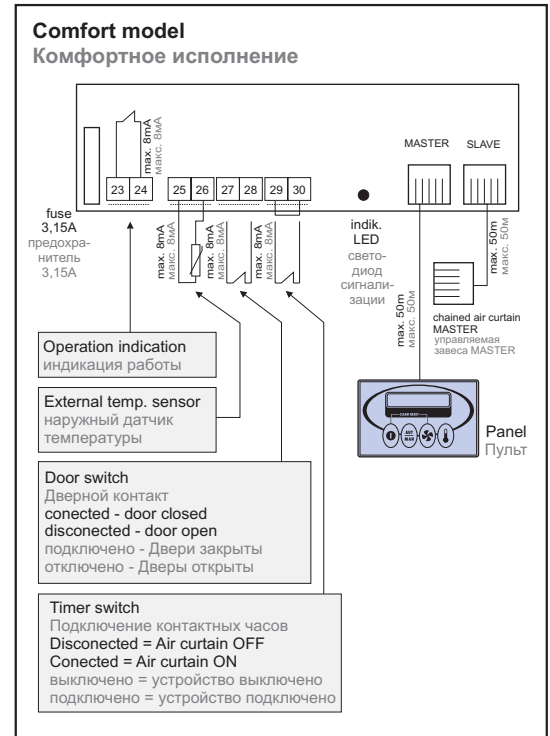 Comfort model
Комфортное исполнение
max. 8mA
макс. 8мА
MASTER
SLAVE
23 24 25 26 27 28 29 30
fuse
3,15A
предохра-
нитель
3,15A
max. 8mA
макс. 8мА
max. 8mA
макс. 8мА
max. 8mA
макс. 8мА
indik.
LED
свето-
диод
сигнали-
зации
max. 50m
макс. 50м
max. 50m
макс. 50м
chained air curtain
MASTER
управляемая
завеса MASTER
Operation indication
индикация работы
External temp. sensor
наружный датчик
температуры
CLEAN RESET
AUT
MAN
Panel
Пульт
Door switch
Дверной контакт
conected - door closed
disconected - door open
подключено - Двери закрыты
отключено - Дверы открыты
Timer switch
Подключение контактных часов
Disconected = Air curtain OFF
Conected = Air curtain ON
выключено = устройство выключено
подключено = устройство подключено